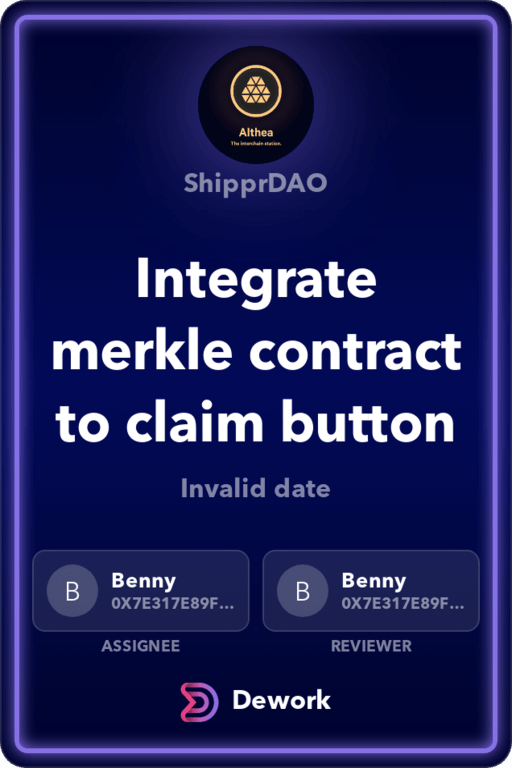 Althea
The interchain station.
ShipprDAO
Integrate
merkle contract
to claim button
Invalid date
B Benny B Benny
0X7E317E89F... 0X7E317E89F...
ASSIGNEE REVIEWER
Dework